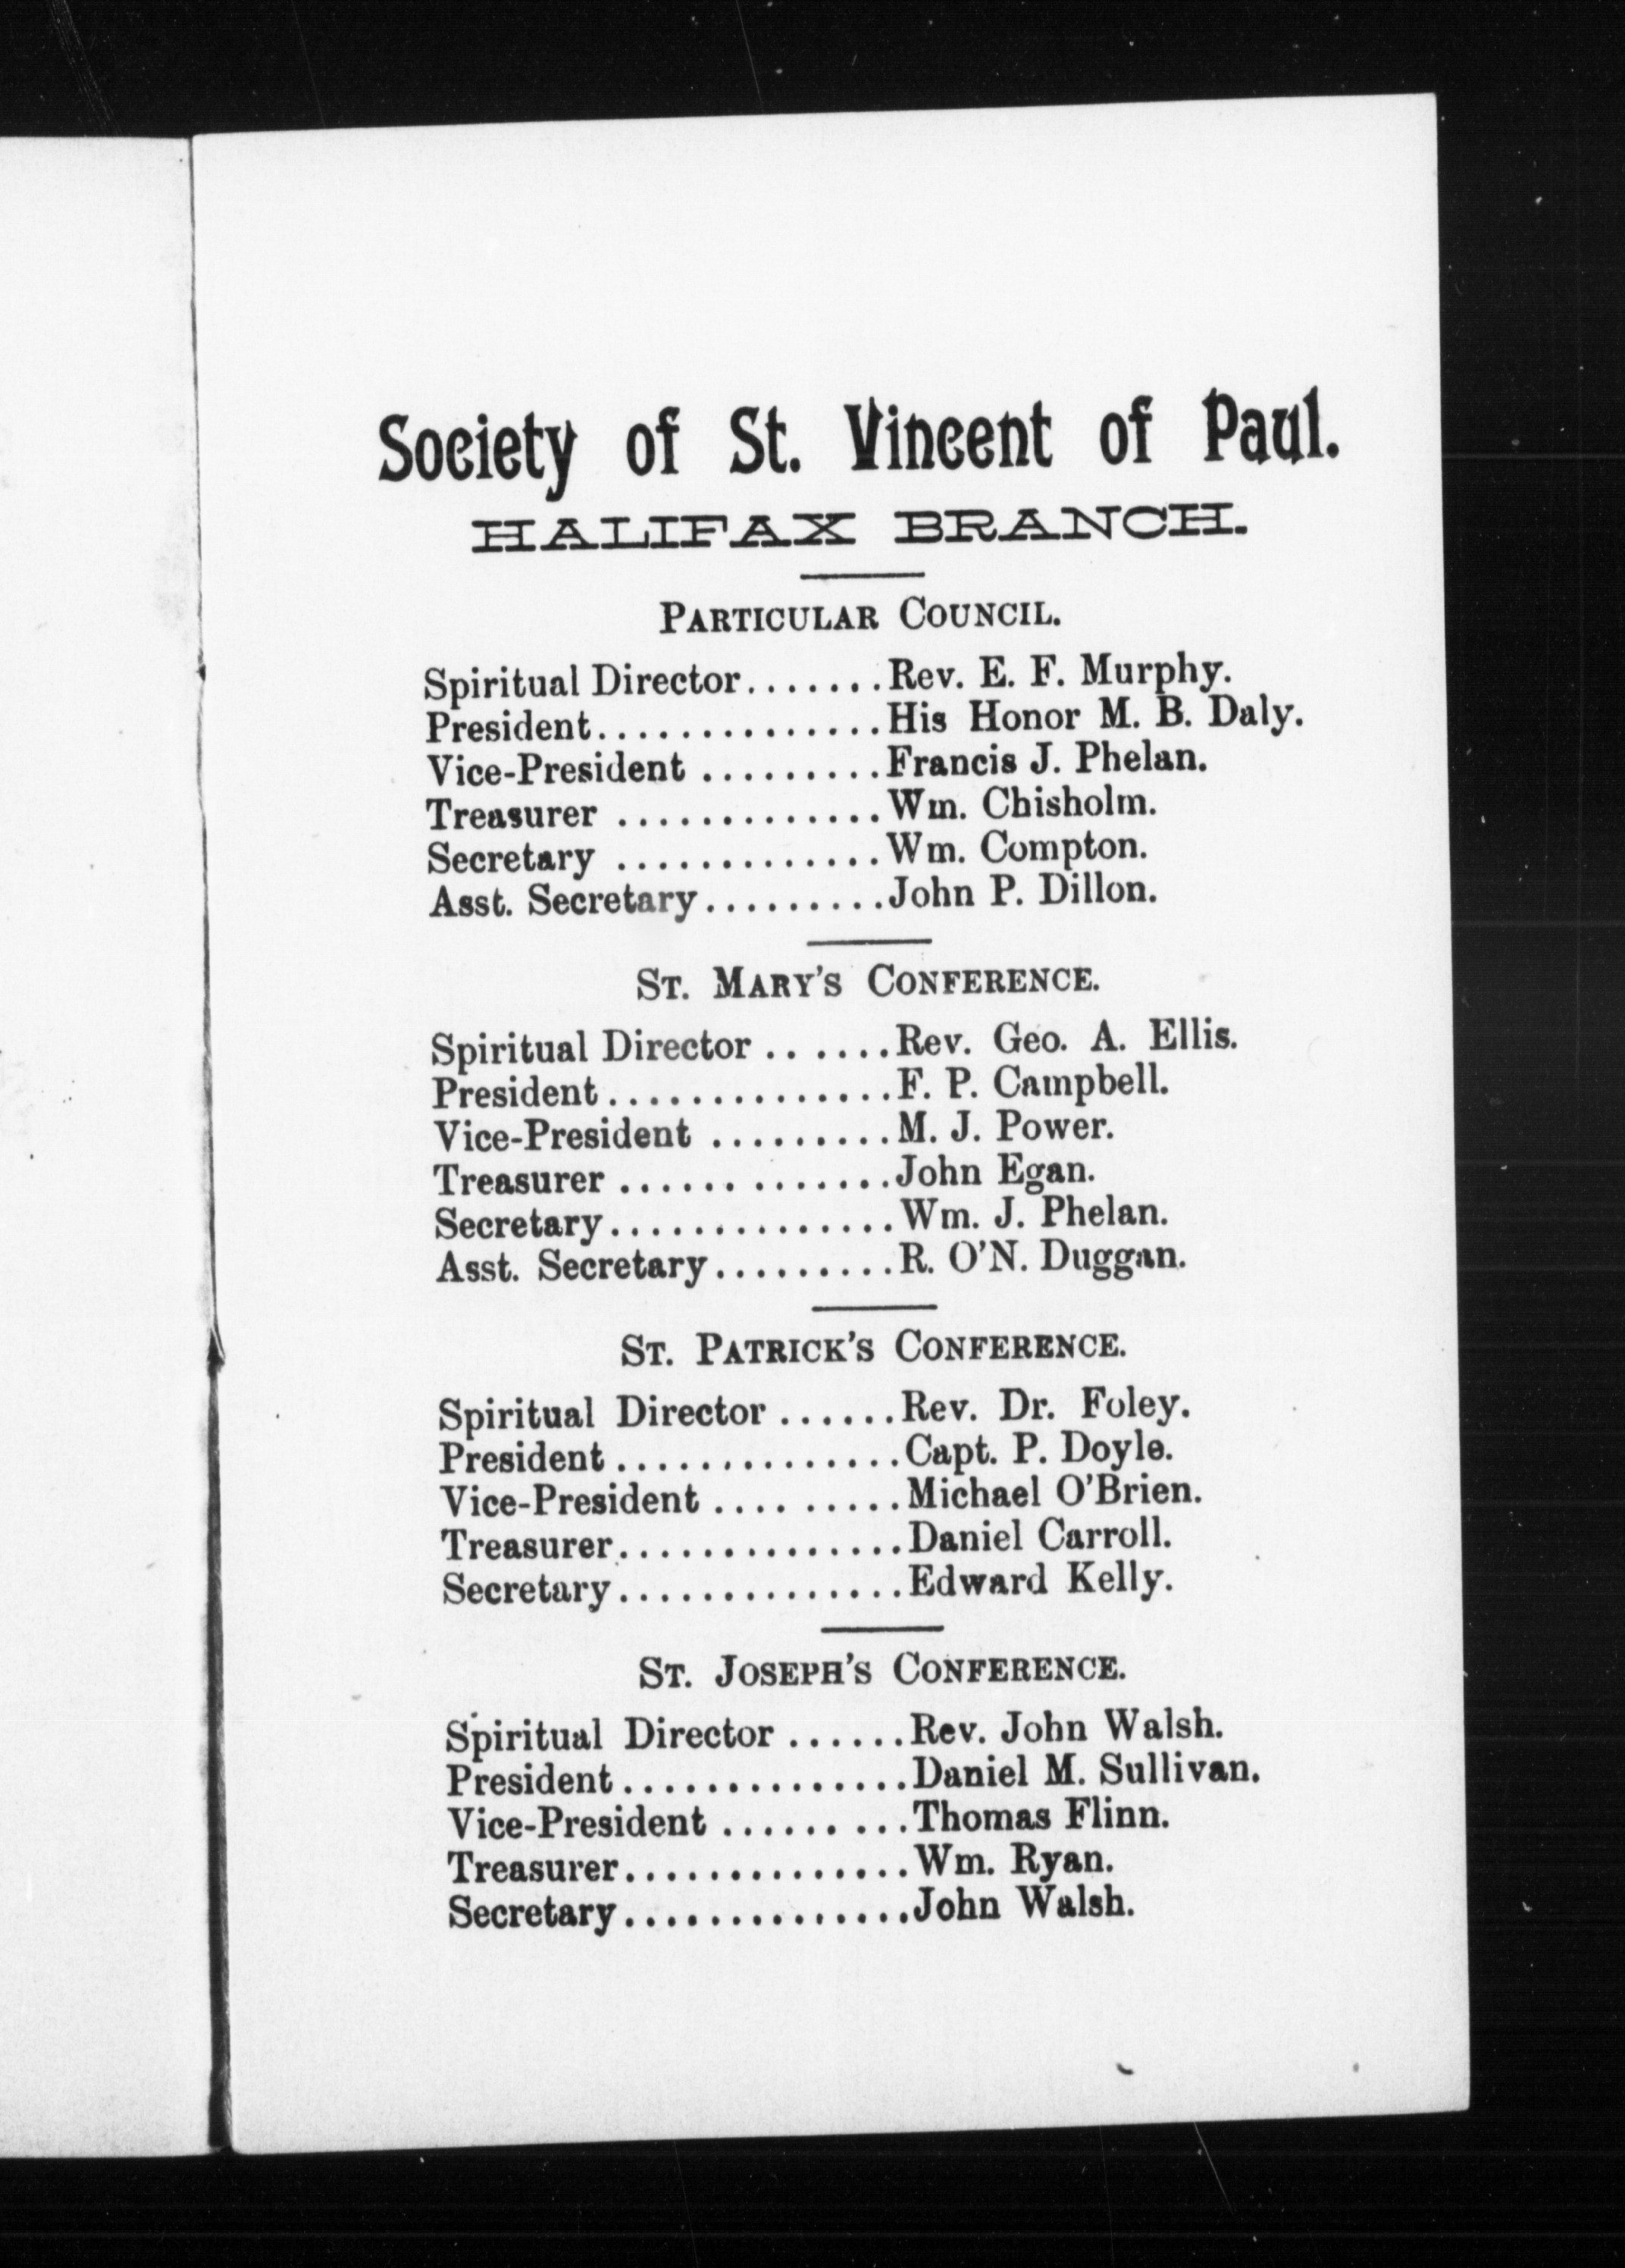 Society of St. Vincent of Paul.
HALIFAX BRANCH.
PARTICULAR COUNCIL.
Spiritual Director.......Rev. E. F. Murphy.
President..............His Honor M. B. Daly.
Vice-President .........Francis J. Phelan.
Treasurer .............Wm. Chisholm.
Secretary .............Wm. Compton.
Asst. Secretary.........John P. Dillon.
ST. MARY'S CONFERENCE.
Spiritual Director ......Rev. Geo. A. Ellis.
President..............F. P. Campbell.
Vice-President .........M. J. Power.
Treasurer .............John Egan.
Secretary..............Wm. J. Phelan.
Asst. Secretary.........R. O'N. Duggan.
ST. PATRICK'S CONFERENCE.
Spiritual Director ......Rev. Dr. Foley.
President ..............Capt. P. Doyle.
Vice-President .........Michael O'Brien.
Treasurer..............Daniel Carroll.
Secretary..............Edward Kelly.
ST. JOSEPH'S CONFERENCE.
Spiritual Director ......Rev. John Walsh.
President..............Daniel M. Sullivan.
Vice-President .........Thomas Flinn.
Treasurer..............Wm. Ryan.
Secretary..............John Walsh.